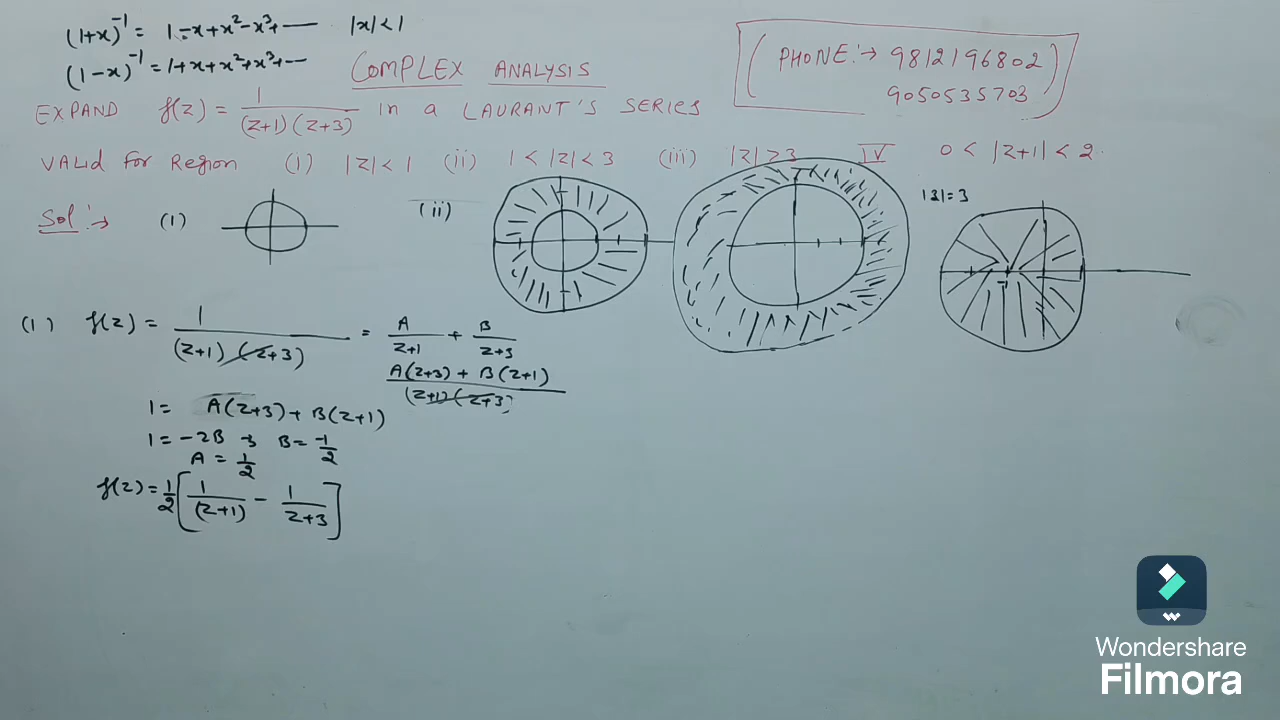 (1+x)^-1 = 1-x+x²-x³+—— |x|<1
(1-x)^-1 = 1+x+x²+x³+--
COMPLEX ANALYSIS
(PHONE:→ 9812196802
9050535703)
EXPAND f(z) = 1/((z+1)(z+3)) in a LAURANT'S SERIES
VALID For Region (i) |z|<1 (ii) 1<|z|<3 (iii) |z|>3 IV 0<|z+1|<2.
Sol:→ (1) (ii) |z|=3
(1) f(z) = 1/((z+1)(z+3)) = A/(z+1) + B/(z+3)
(A(z+3) + B(z+1))/((z+1)(z+3))
1 = A(z+3) + B(z+1)
1 = -2B → B = -1/2
A = 1/2
f(z) = 1/2 [1/(z+1) - 1/(z+3)]
Wondershare
Filmora